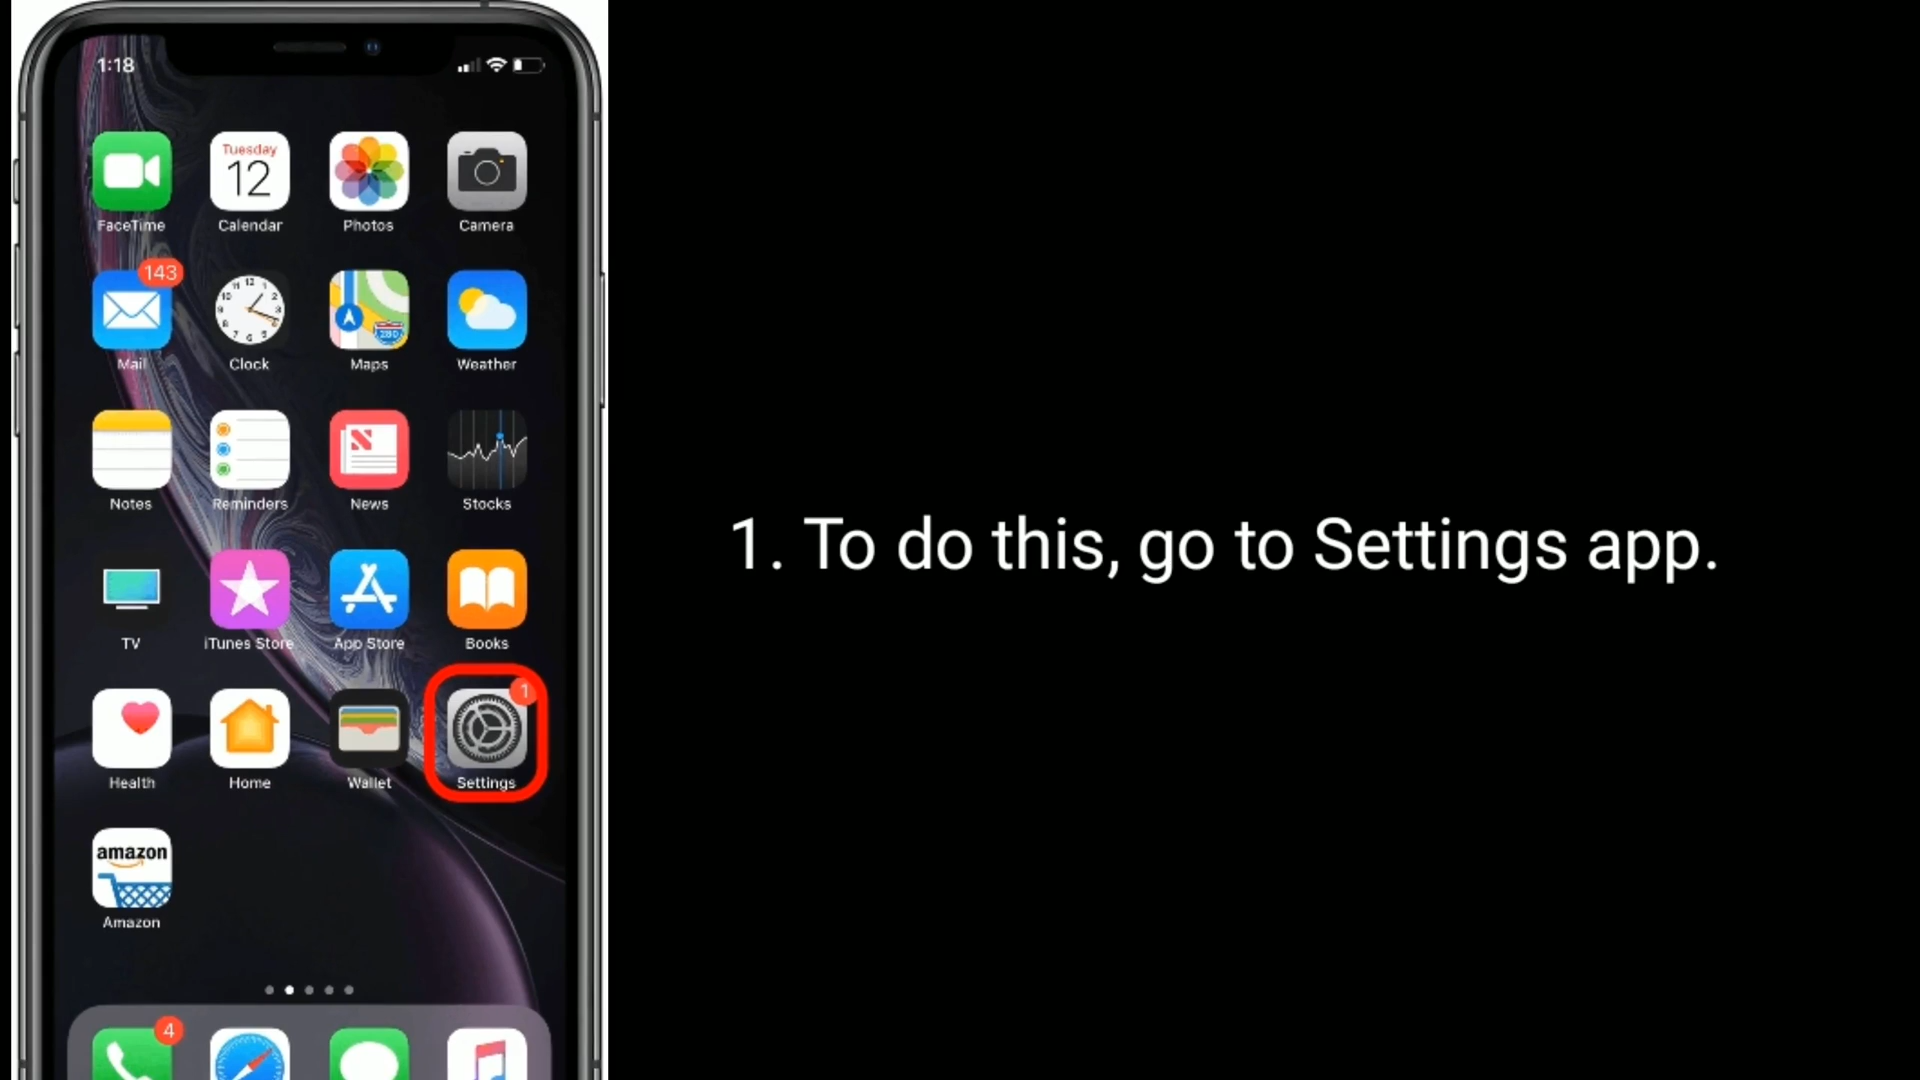 1:18
Tuesday
12
FaceTime
Calendar
Photos
Camera
143
Mail
Clock
280
Maps
Weather
Notes
Reminders
News
Stocks
TV
iTunes Store
App Store
Books
1
Health
Home
Wallet
Settings
amazon
Amazon
4
1. To do this, go to Settings app.